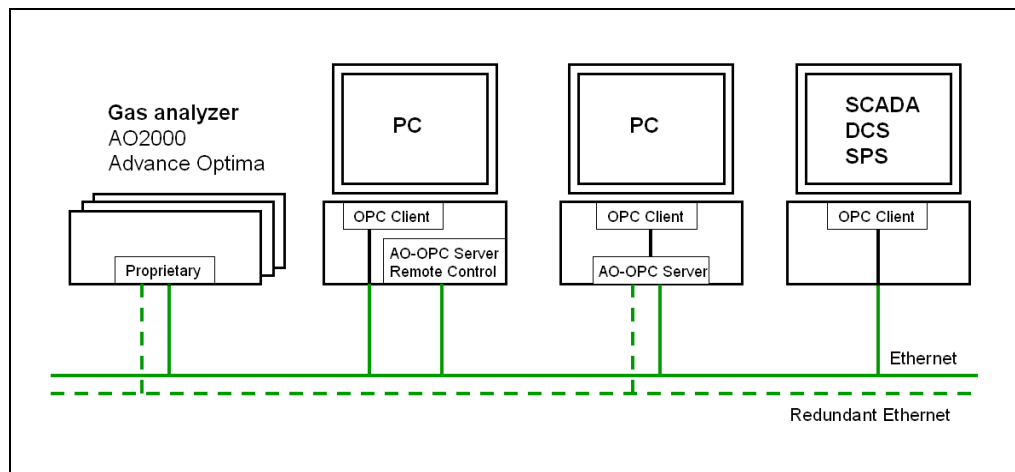 Gas analyzer
AO2000
Advance Optima
Proprietary
PC
OPC Client
AO-OPC Server
Remote Control
PC
OPC Client
AO-OPC Server
SCADA
DCS
SPS
OPC Client
Ethernet
Redundant Ethernet